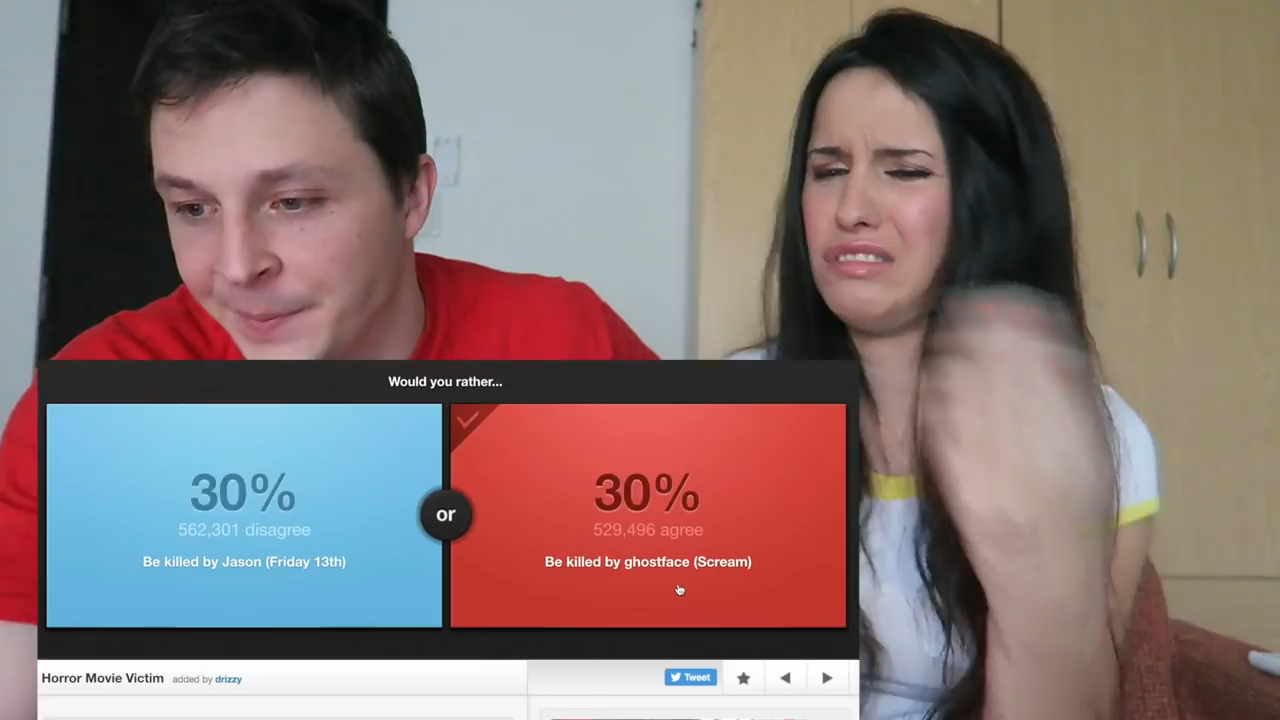 Would you rather...
30%
562,301 disagree
Be killed by Jason (Friday 13th)
or
30%
529,496 agree
Be killed by ghostface (Scream)
Horror Movie Victim added by drizzy
Tweet